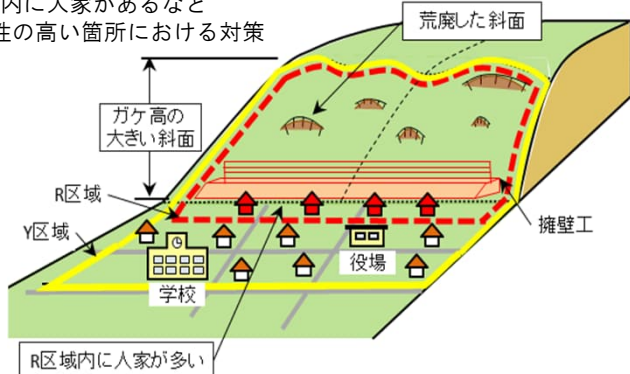 内に人家があるなど
性の高い箇所における対策
荒廃した斜面
ガケ高の
大きい斜面
R区域
Y区域
擁壁工
役場
学校
R区域内に人家が多い